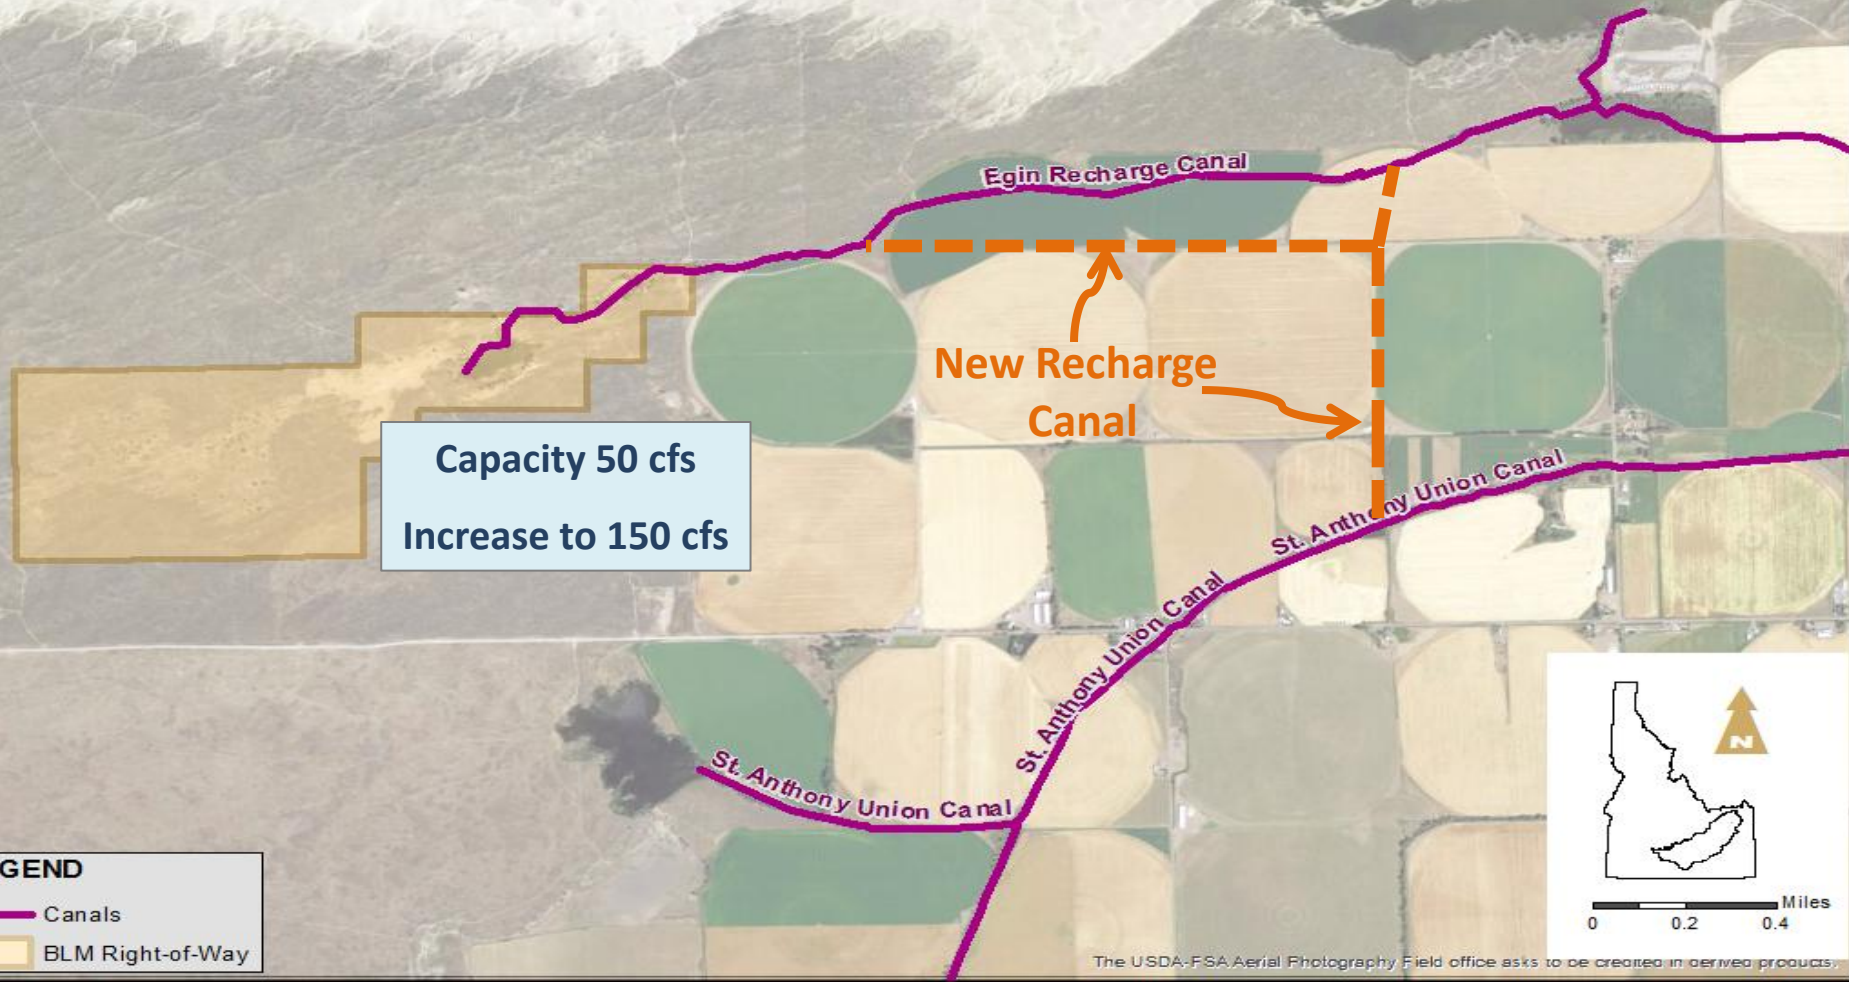 Egin Recharge Canal
New Recharge
Canal
Capacity 50 cfs
Increase to 150 cfs
St. Anthony Union Canal
St. Anthony Union Canal
St. Anthony Union Canal
GEND
Canals
BLM Right-of-Way
N
Miles
0 0.2 0.4
The USDA-FSA Aerial Photography Field office asks to be credited in derived products.